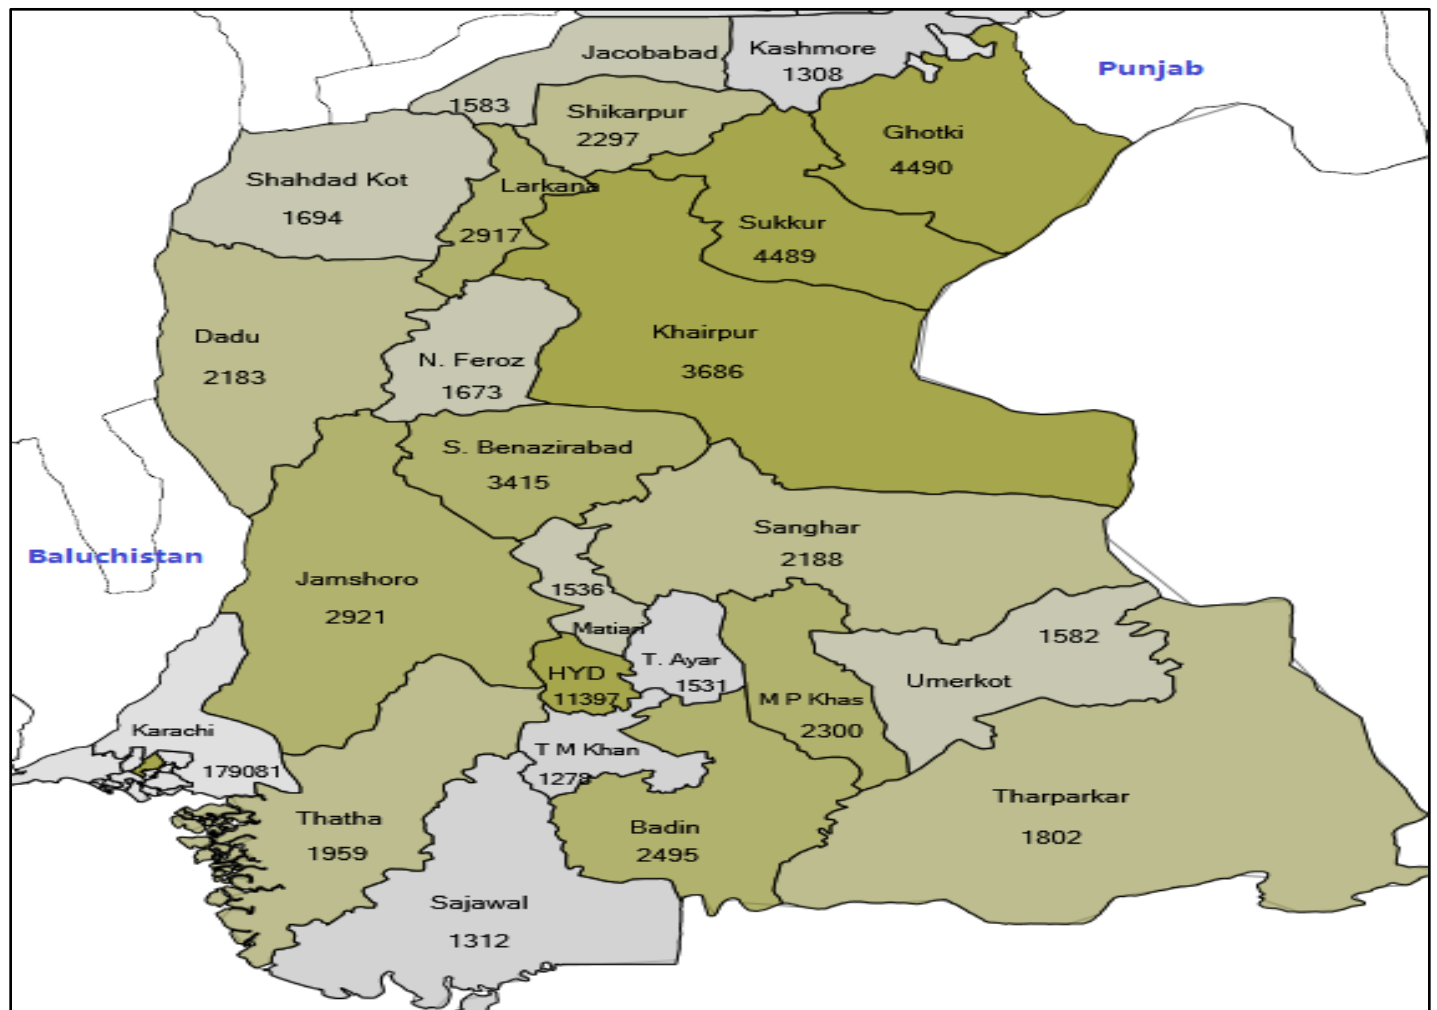 Jacobabad
1583
Kashmore
1308
Punjab
Shikarpur
2297
Ghotki
4490
Shahdad Kot
1694
Larkana
2917
Sukkur
4489
Dadu
2183
N. Feroz
1673
Khairpur
3686
S. Benazirabad
3415
Sanghar
2188
Baluchistan
Jamshoro
2921
1536
Matiari
T. Ayar
1531
HYD
11397
M P Khas
2300
1582
Umerkot
Karachi
179081
T M Khan
1278
Thatha
1959
Badin
2495
Tharparkar
1802
Sajawal
1312